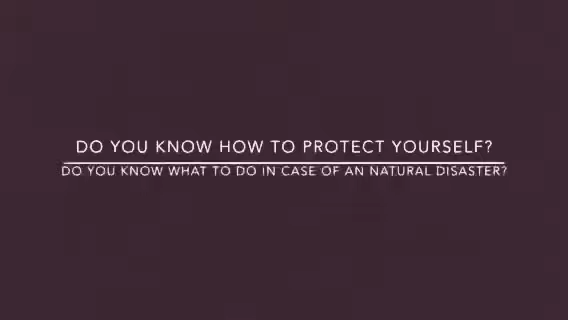 DO YOU KNOW HOW TO PROTECT YOURSELF?
DO YOU KNOW WHAT TO DO IN CASE OF AN NATURAL DISASTER?